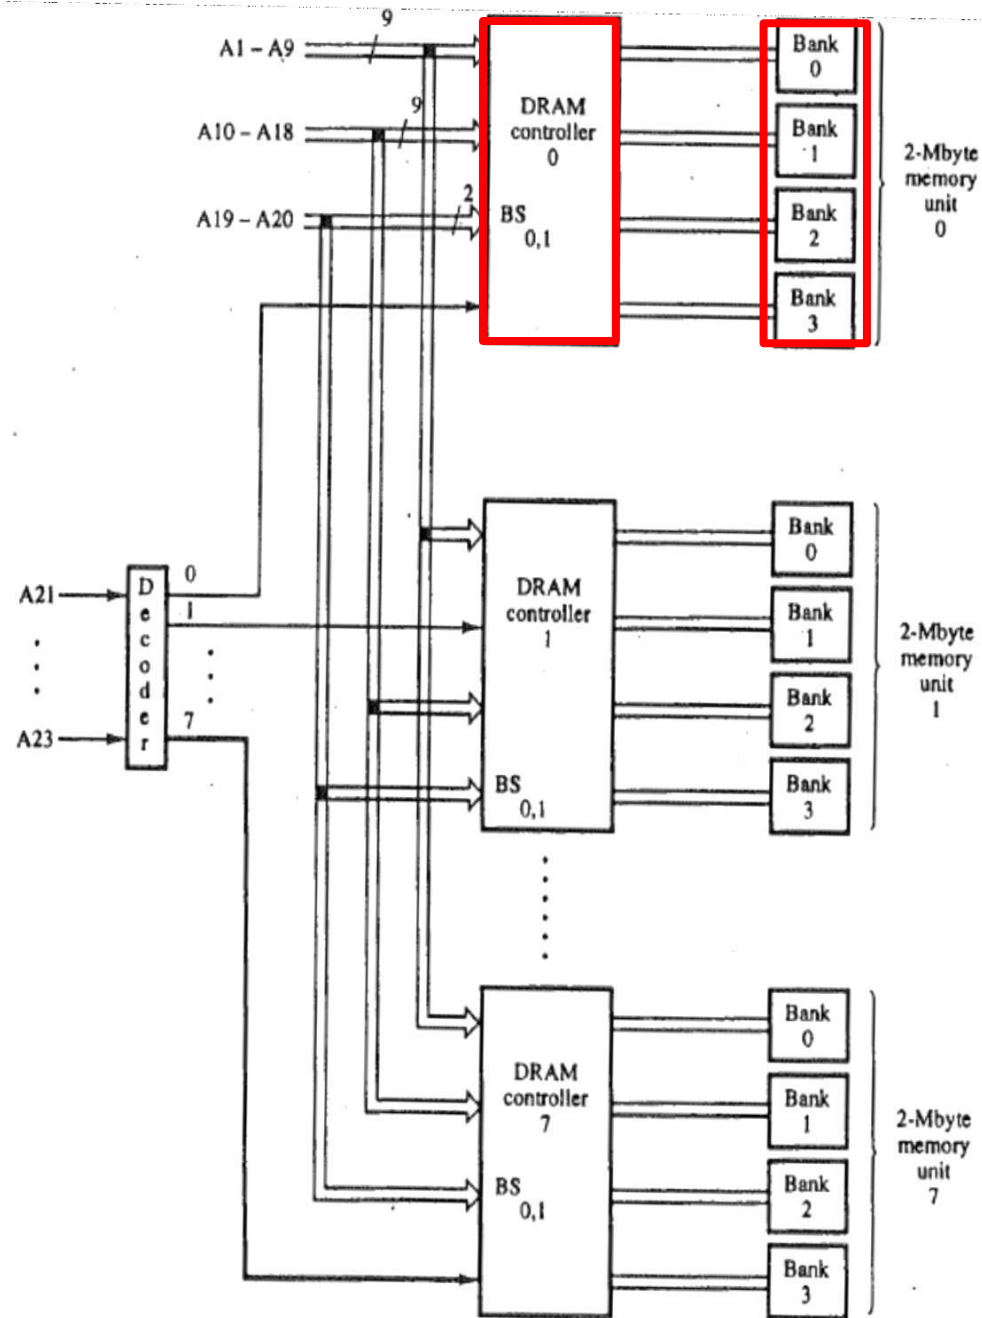 9
A1 – A9
9
A10 – A18
2
A19 – A20
DRAM
controller
0
BS
0,1
Bank
0
Bank
1
Bank
2
Bank
3
2-Mbyte
memory
unit
0
A21
A23
Decoder
0
1
7
DRAM
controller
1
BS
0,1
Bank
0
Bank
1
Bank
2
Bank
3
2-Mbyte
memory
unit
1
DRAM
controller
7
BS
0,1
Bank
0
Bank
1
Bank
2
Bank
3
2-Mbyte
memory
unit
7